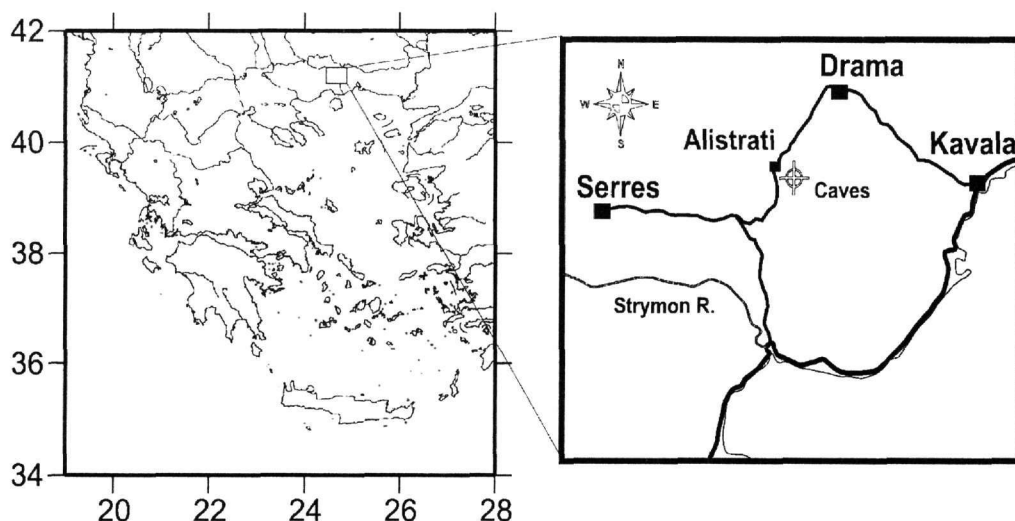 42
40
38
36
34
20 22 24 26 28
N
W E
S
Drama
Alistrati
Kavala
Serres
Caves
Strymon R.